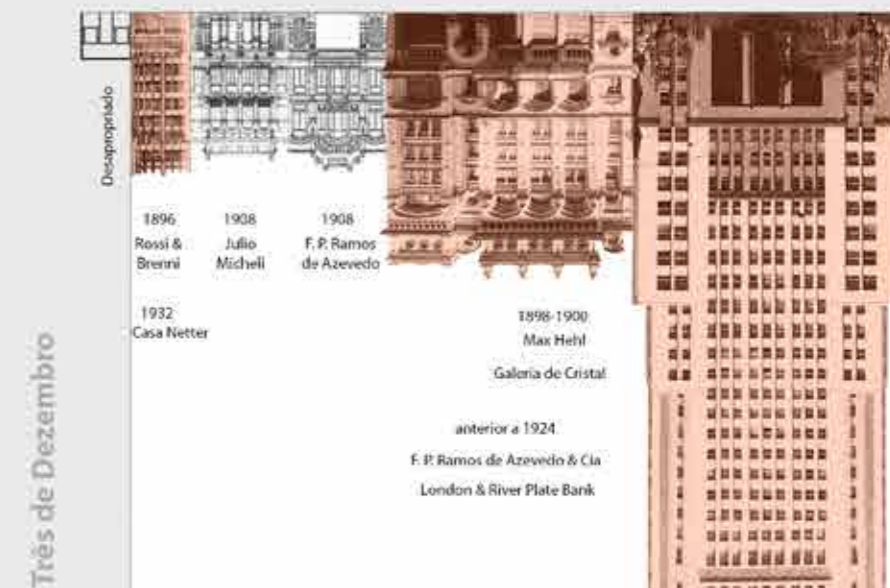 Desapropriado
1896
Rossi &
Brenni
1932
Casa Netter
1908
Julio
Micheli
1908
F. P. Ramos
de Azevedo
1898-1900
Max Hehl
Galeria de Cristal
anterior a 1924
F. P. Ramos de Azevedo & Cia
London & River Plate Bank
Três de Dezembro